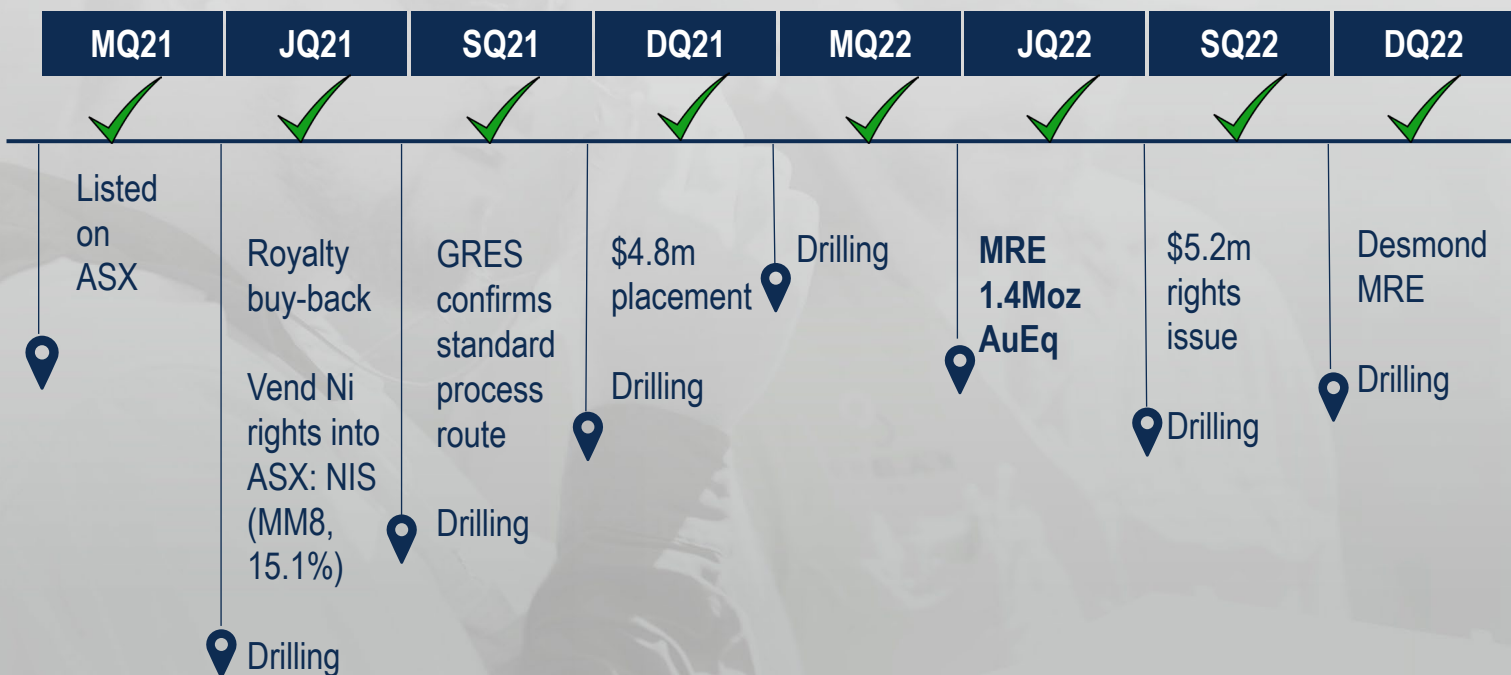 MQ21 JQ21 SQ21 DQ21 MQ22 JQ22 SQ22 DQ22
Listed
on
ASX
Royalty
buy-back
Vend Ni
rights into
ASX: NIS
(MM8,
15.1%)
Drilling
GRES
confirms
standard
process
route
Drilling
$4.8m
placement
Drilling
Drilling
MRE
1.4Moz
AuEq
$5.2m
rights
issue
Drilling
Desmond
MRE
Drilling